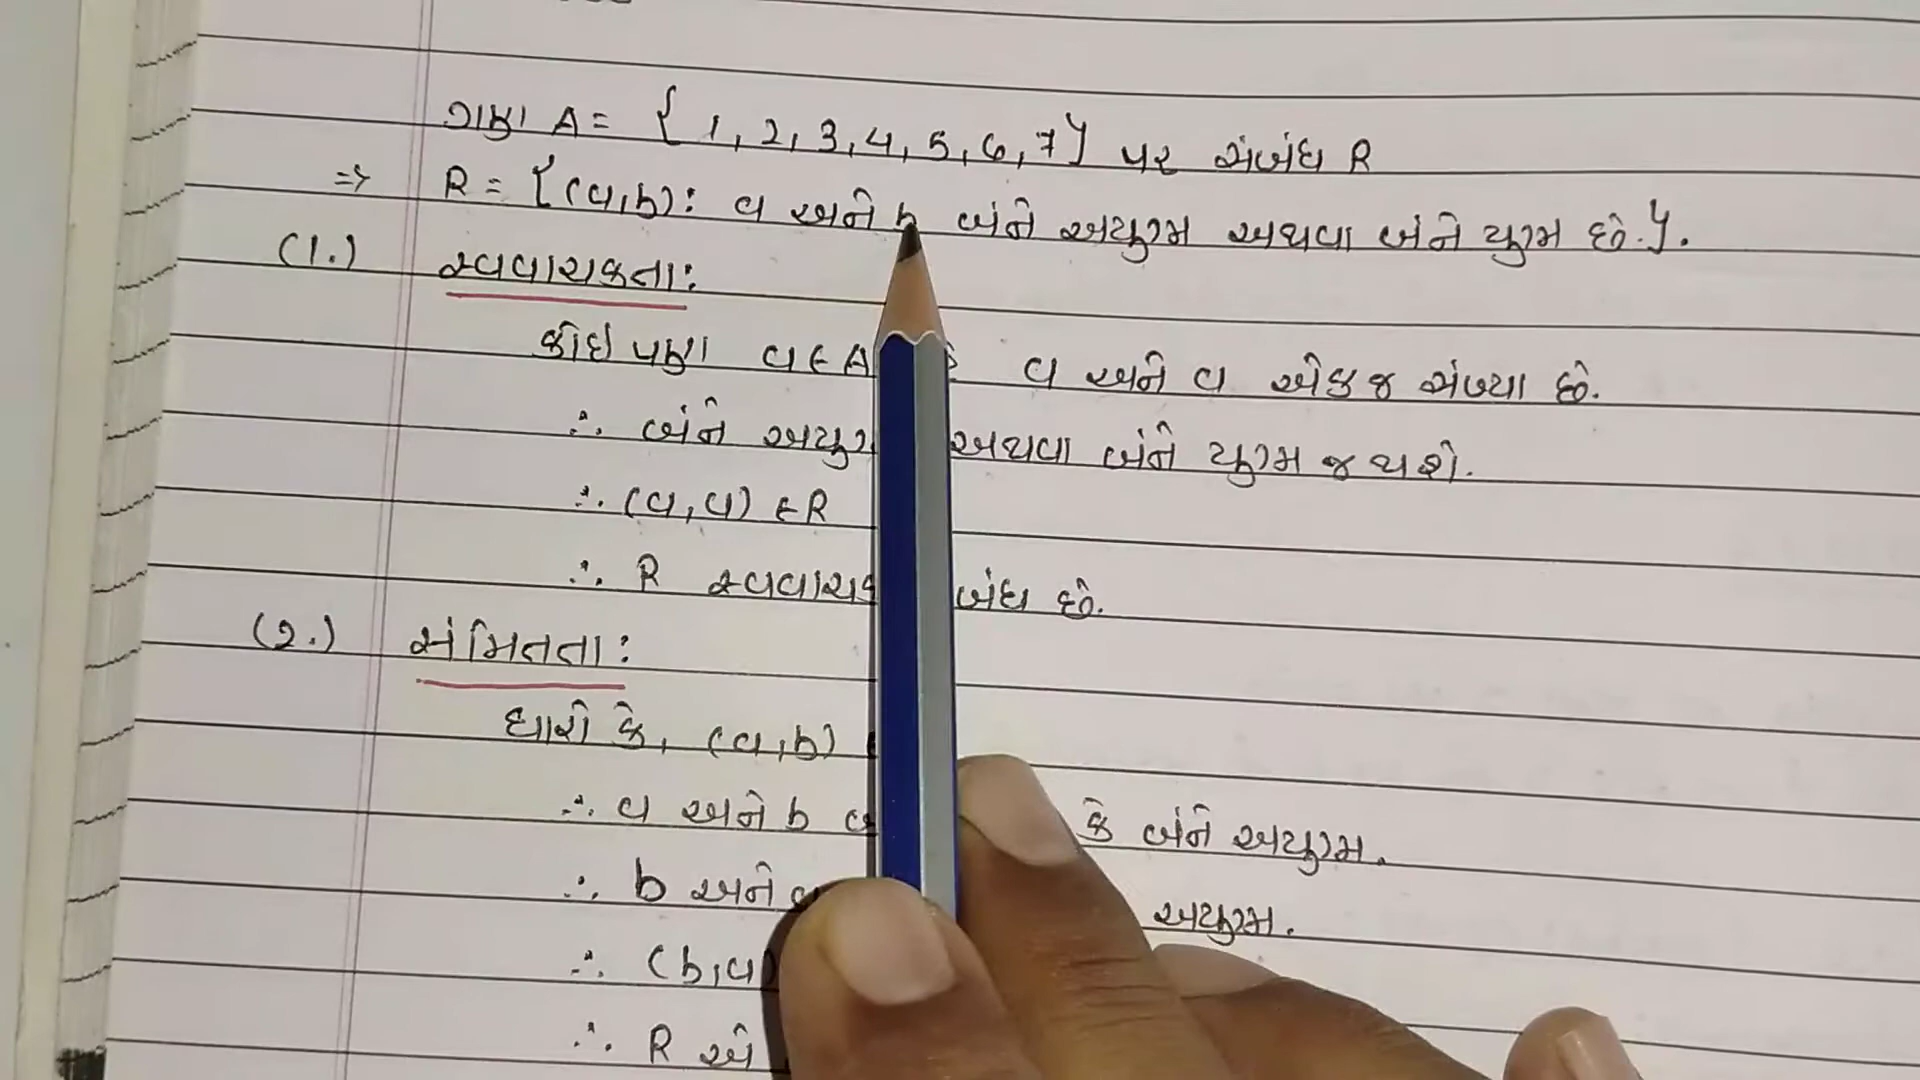 ગણ A = { 1, 2, 3, 4, 5, 6, 7 } પર સંબંધ R
⇒ R = { (a, b) : a અને b બંને અયુગ્મ અથવા બંને યુગ્મ છે. }.
(1.) સ્વવાચકતા :
કોઈ પણ a ∈ A a અને a એક જ સંખ્યા છે.
∴ બંને અથવા બંને યુગ્મ જ થશે.
∴ (a, a) ∈ R
∴ R છે.
(2.) સંમિતતા :
ધારો કે, (a, b)
∴ a અને b કે બંને અયુગ્મ.
∴ b અને અયુગ્મ.
∴ (b, a)
∴ R એ